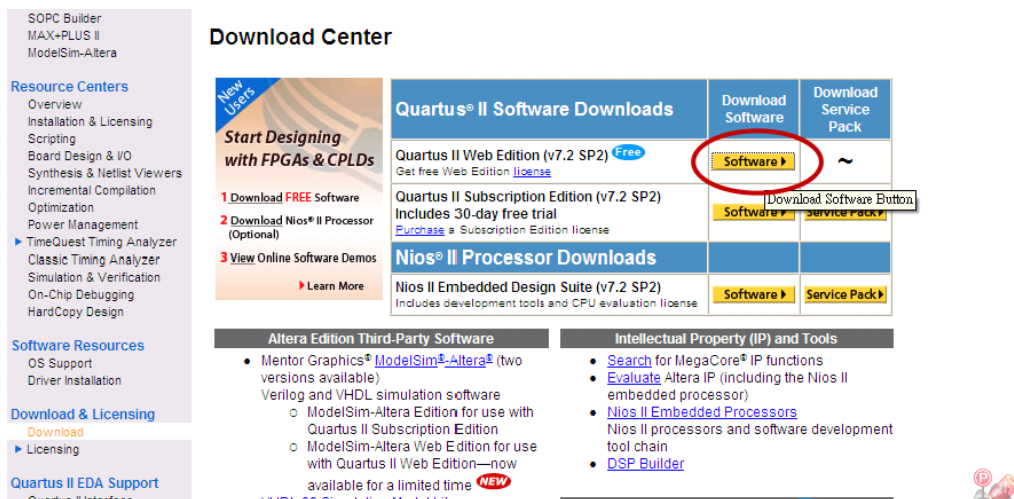 SOPC Builder
MAX+PLUS II
ModelSim-Altera
Resource Centers
Overview
Installation & Licensing
Scripting
Board Design & I/O
Synthesis & Netlist Viewers
Incremental Compilation
Optimization
Power Management
TimeQuest Timing Analyzer
Classic Timing Analyzer
Simulation & Verification
On-Chip Debugging
HardCopy Design
Software Resources
OS Support
Driver Installation
Download & Licensing
Download
Licensing
Quartus II EDA Support
Quartus II Interface
Download Center
New Users
Start Designing
with FPGAs & CPLDs
1 Download FREE Software
2 Download Nios® II Processor
(Optional)
3 View Online Software Demos
Learn More
Quartus® II Software Downloads
Download
Software
Download
Service
Pack
Quartus II Web Edition (v7.2 SP2) Free
Get free Web Edition license
Software
~
Download Software Button
Quartus II Subscription Edition (v7.2 SP2)
Includes 30-day free trial
Purchase a Subscription Edition license
Software
Service Pack
Nios® II Processor Downloads
Nios II Embedded Design Suite (v7.2 SP2)
Includes development tools and CPU evaluation license
Software
Service Pack
Altera Edition Third-Party Software
Mentor Graphics® ModelSim®-Altera® (two
versions available)
Verilog and VHDL simulation software
ModelSim-Altera Edition for use with
Quartus II Subscription Edition
ModelSim-Altera Web Edition for use
with Quartus II Web Edition—now
available for a limited time NEW
Intellectual Property (IP) and Tools
Search for MegaCore® IP functions
Evaluate Altera IP (including the Nios II
embedded processor)
Nios II Embedded Processors
Nios II processors and software development
tool chain
DSP Builder